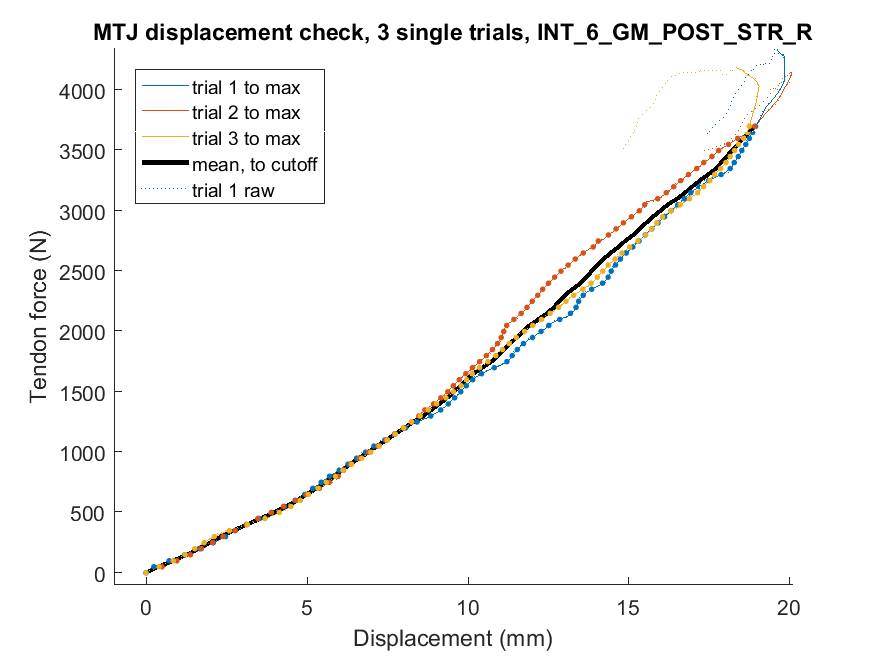 MTJ displacement check, 3 single trials, INT_6_GM_POST_STR_R
trial 1 to max
trial 2 to max
trial 3 to max
mean, to cutoff
trial 1 raw
Tendon force (N)
4000
3500
3000
2500
2000
1500
1000
500
0
0 5 10 15 20
Displacement (mm)